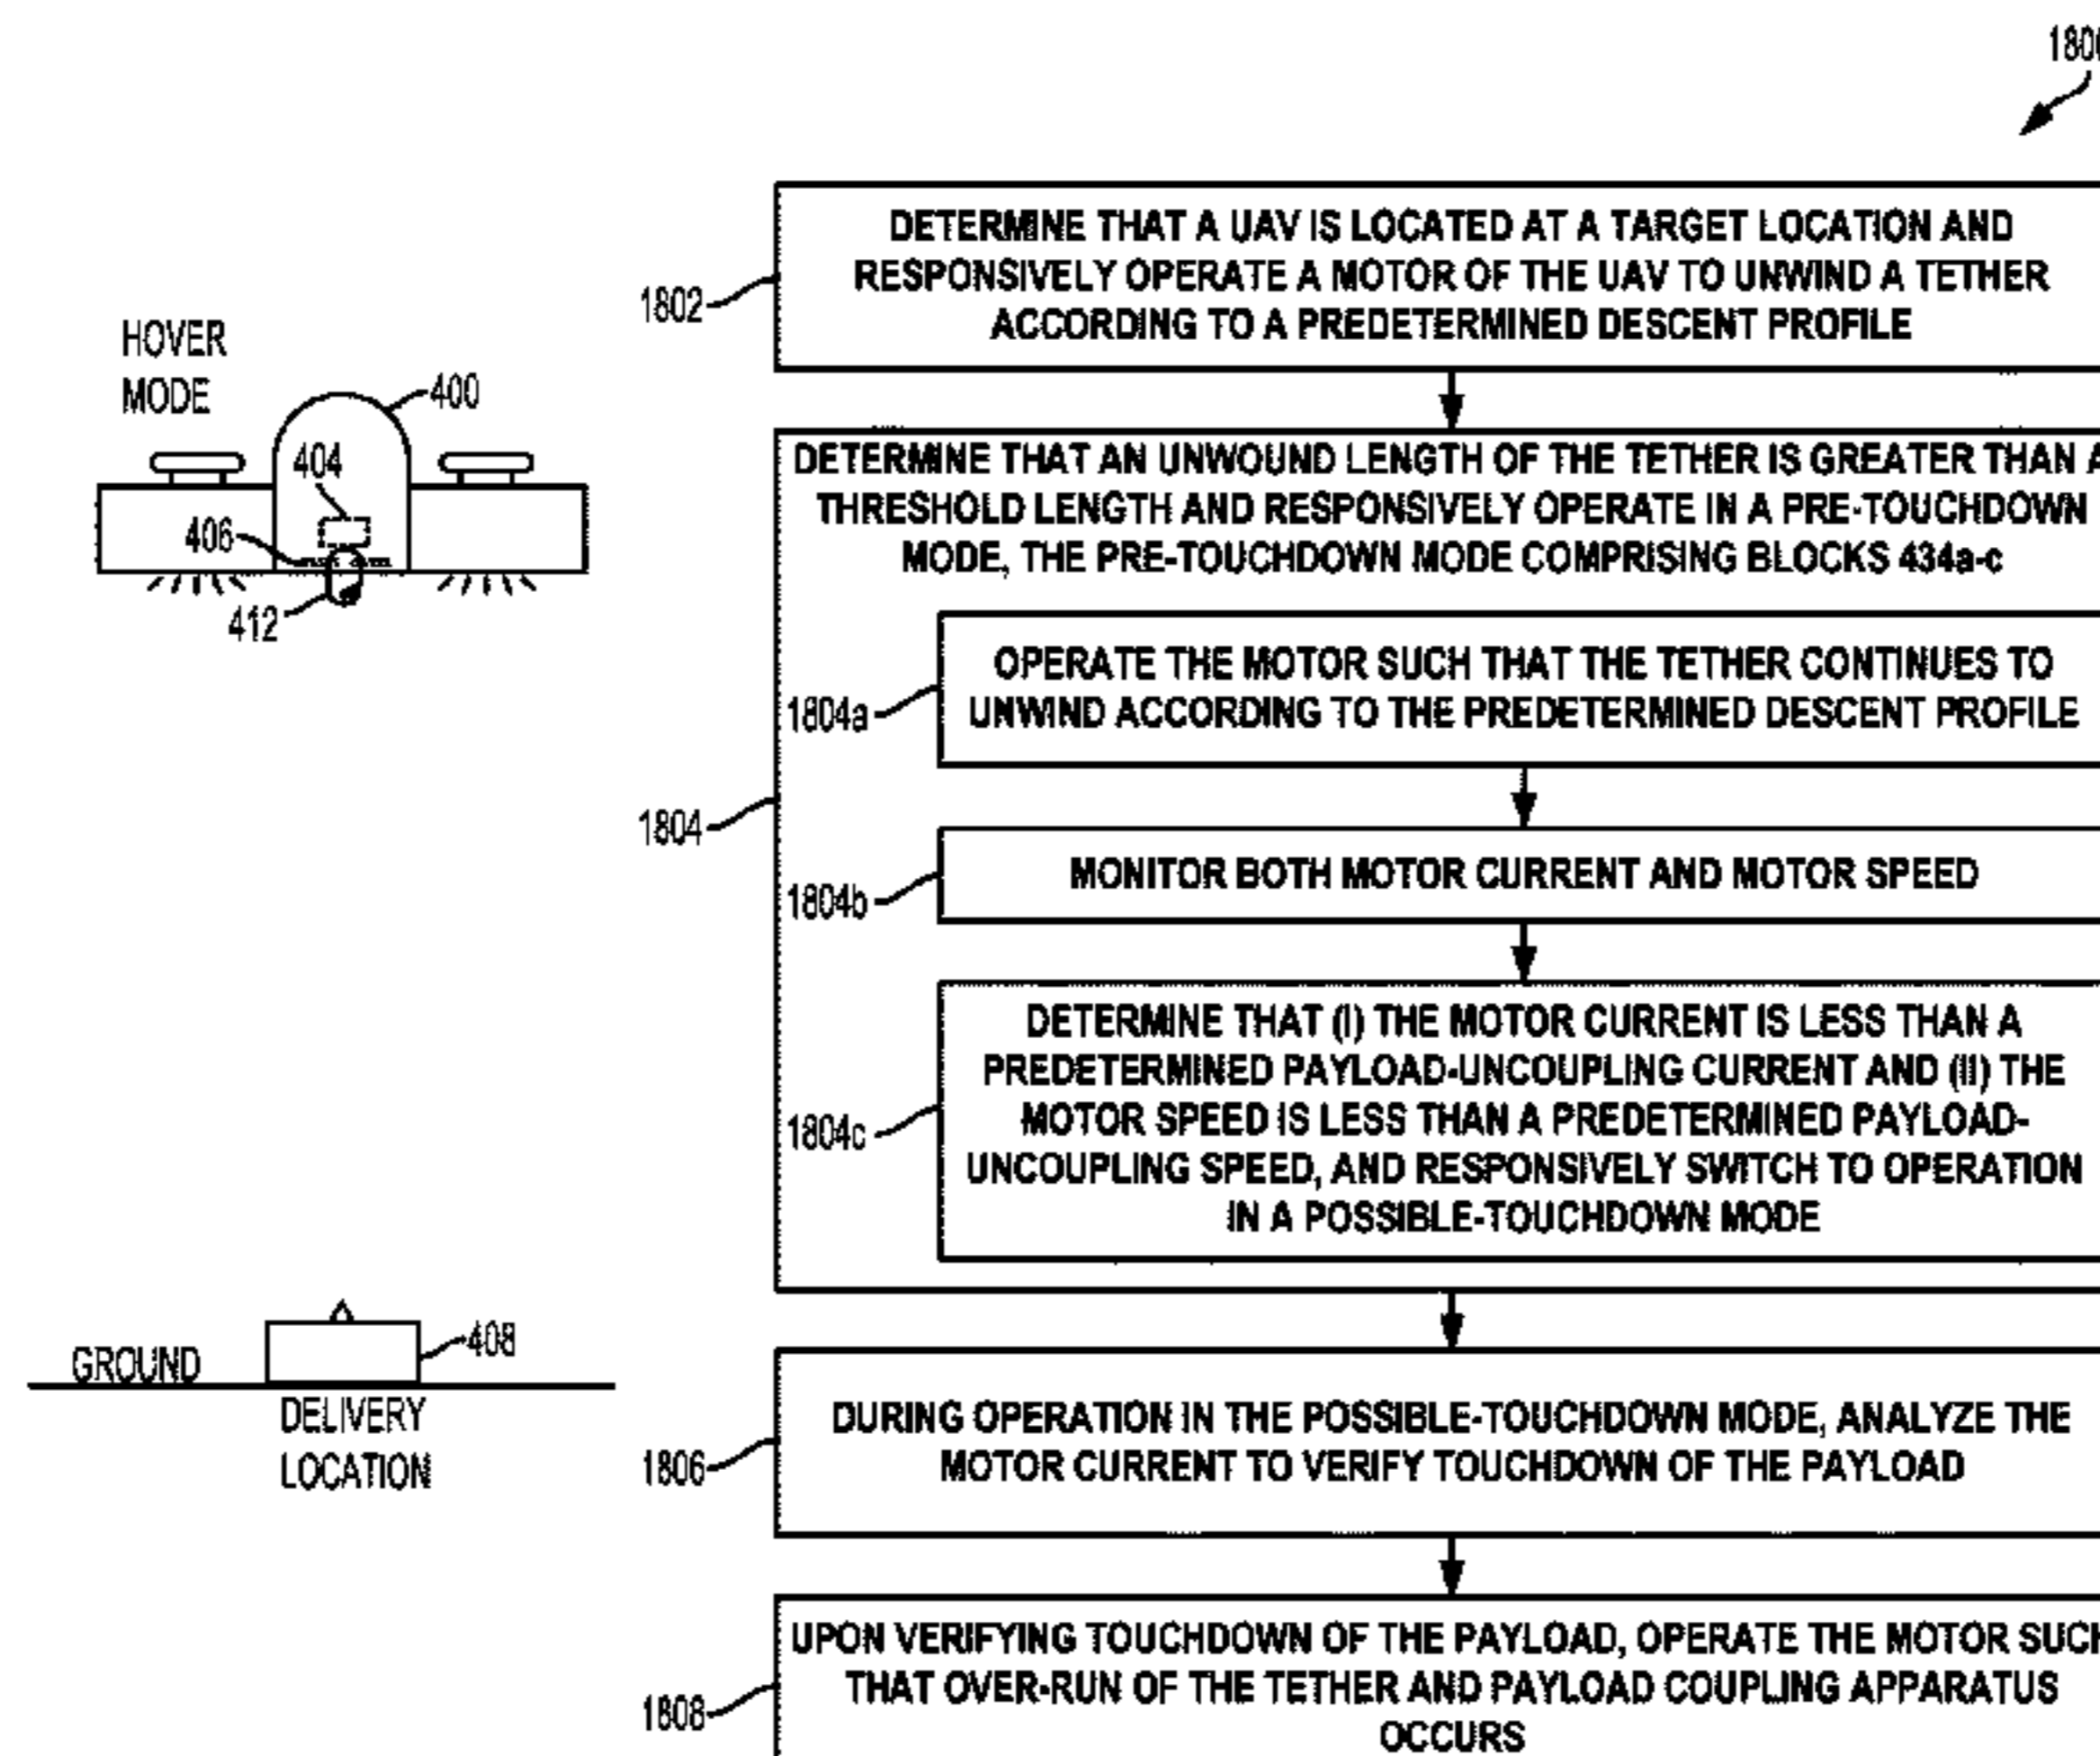 HOVER
MODE
400
404
406
412
GROUND
408
DELIVERY
LOCATION
180
1802
DETERMINE THAT A UAV IS LOCATED AT A TARGET LOCATION AND
RESPONSIVELY OPERATE A MOTOR OF THE UAV TO UNWIND A TETHER
ACCORDING TO A PREDETERMINED DESCENT PROFILE
1804
DETERMINE THAT AN UNWOUND LENGTH OF THE TETHER IS GREATER THAN A
THRESHOLD LENGTH AND RESPONSIVELY OPERATE IN A PRE-TOUCHDOWN
MODE, THE PRE-TOUCHDOWN MODE COMPRISING BLOCKS 434a-c
1804a
OPERATE THE MOTOR SUCH THAT THE TETHER CONTINUES TO
UNWIND ACCORDING TO THE PREDETERMINED DESCENT PROFILE
1804b
MONITOR BOTH MOTOR CURRENT AND MOTOR SPEED
1804c
DETERMINE THAT (I) THE MOTOR CURRENT IS LESS THAN A
PREDETERMINED PAYLOAD-UNCOUPLING CURRENT AND (II) THE
MOTOR SPEED IS LESS THAN A PREDETERMINED PAYLOAD-
UNCOUPLING SPEED, AND RESPONSIVELY SWITCH TO OPERATION
IN A POSSIBLE-TOUCHDOWN MODE
1806
DURING OPERATION IN THE POSSIBLE-TOUCHDOWN MODE, ANALYZE THE
MOTOR CURRENT TO VERIFY TOUCHDOWN OF THE PAYLOAD
1808
UPON VERIFYING TOUCHDOWN OF THE PAYLOAD, OPERATE THE MOTOR SUCH
THAT OVER-RUN OF THE TETHER AND PAYLOAD COUPLING APPARATUS
OCCURS